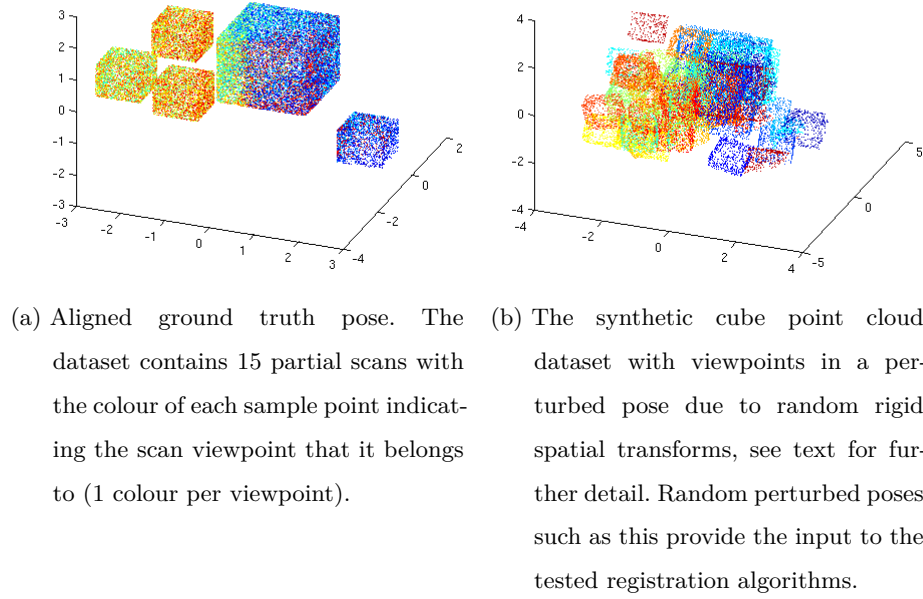 3
2
1
0
-1
-2
-3
-3
-2
-1
0
1
2
3
-4
-2
0
2
4
2
0
-2
-4
-4
-2
0
2
4
-5
0
5
(a) Aligned ground truth pose. The
dataset contains 15 partial scans with
the colour of each sample point indicat-
ing the scan viewpoint that it belongs
to (1 colour per viewpoint).
(b) The synthetic cube point cloud
dataset with viewpoints in a per-
turbed pose due to random rigid
spatial transforms, see text for fur-
ther detail. Random perturbed poses
such as this provide the input to the
tested registration algorithms.